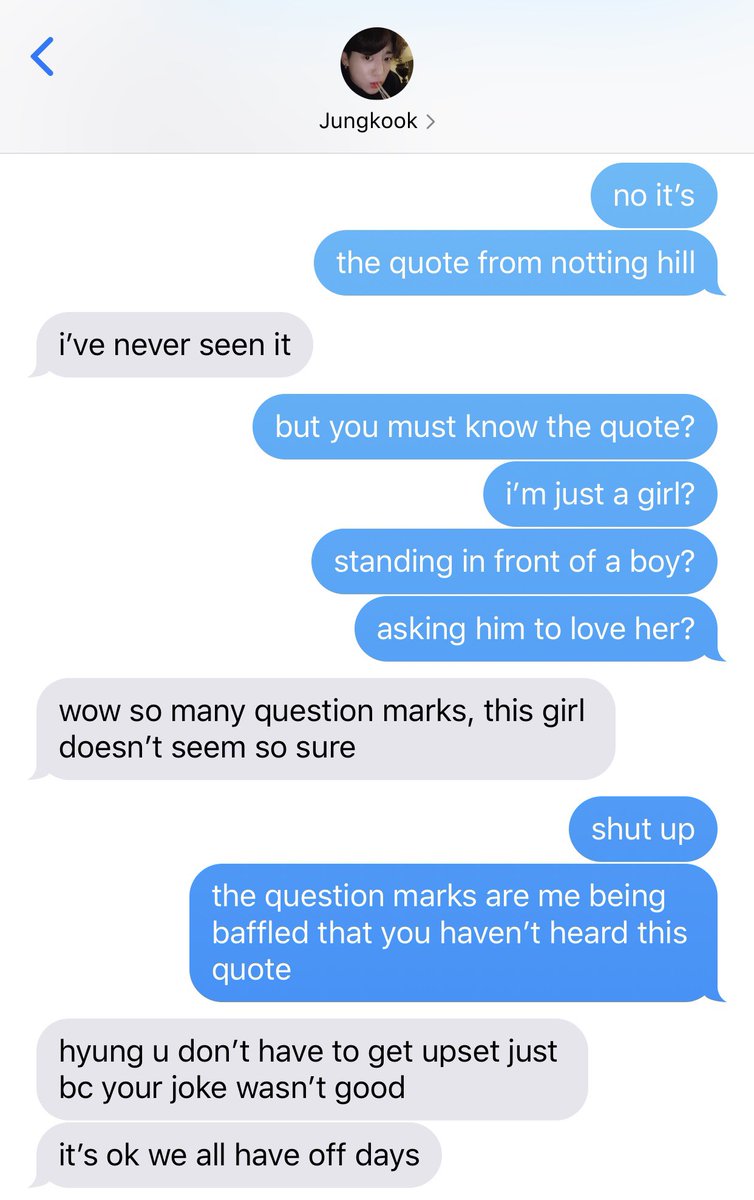 Jungkook
no it’s
the quote from notting hill
i’ve never seen it
but you must know the quote?
i’m just a girl?
standing in front of a boy?
asking him to love her?
wow so many question marks, this girl
doesn’t seem so sure
shut up
the question marks are me being
baffled that you haven’t heard this
quote
hyung u don’t have to get upset just
bc your joke wasn’t good
it’s ok we all have off days